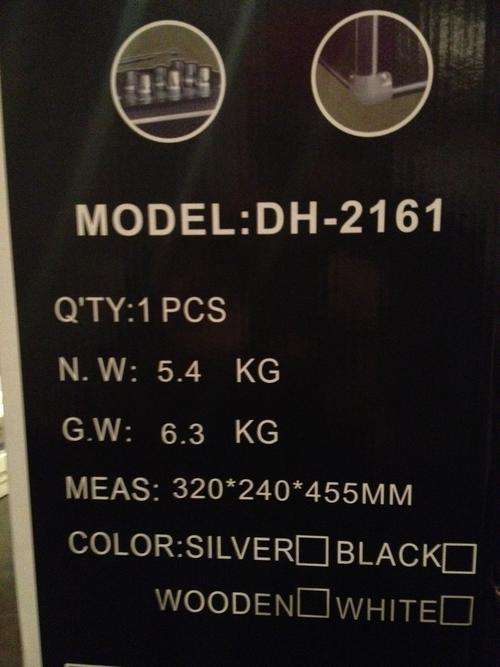 MODEL:DH-2161
Q'TY:1 PCS
N. W: 5.4 KG
G.W: 6.3 KG
MEAS: 320*240*455MM
COLOR:SILVER□ BLACK□
WOODEN□ WHITE□